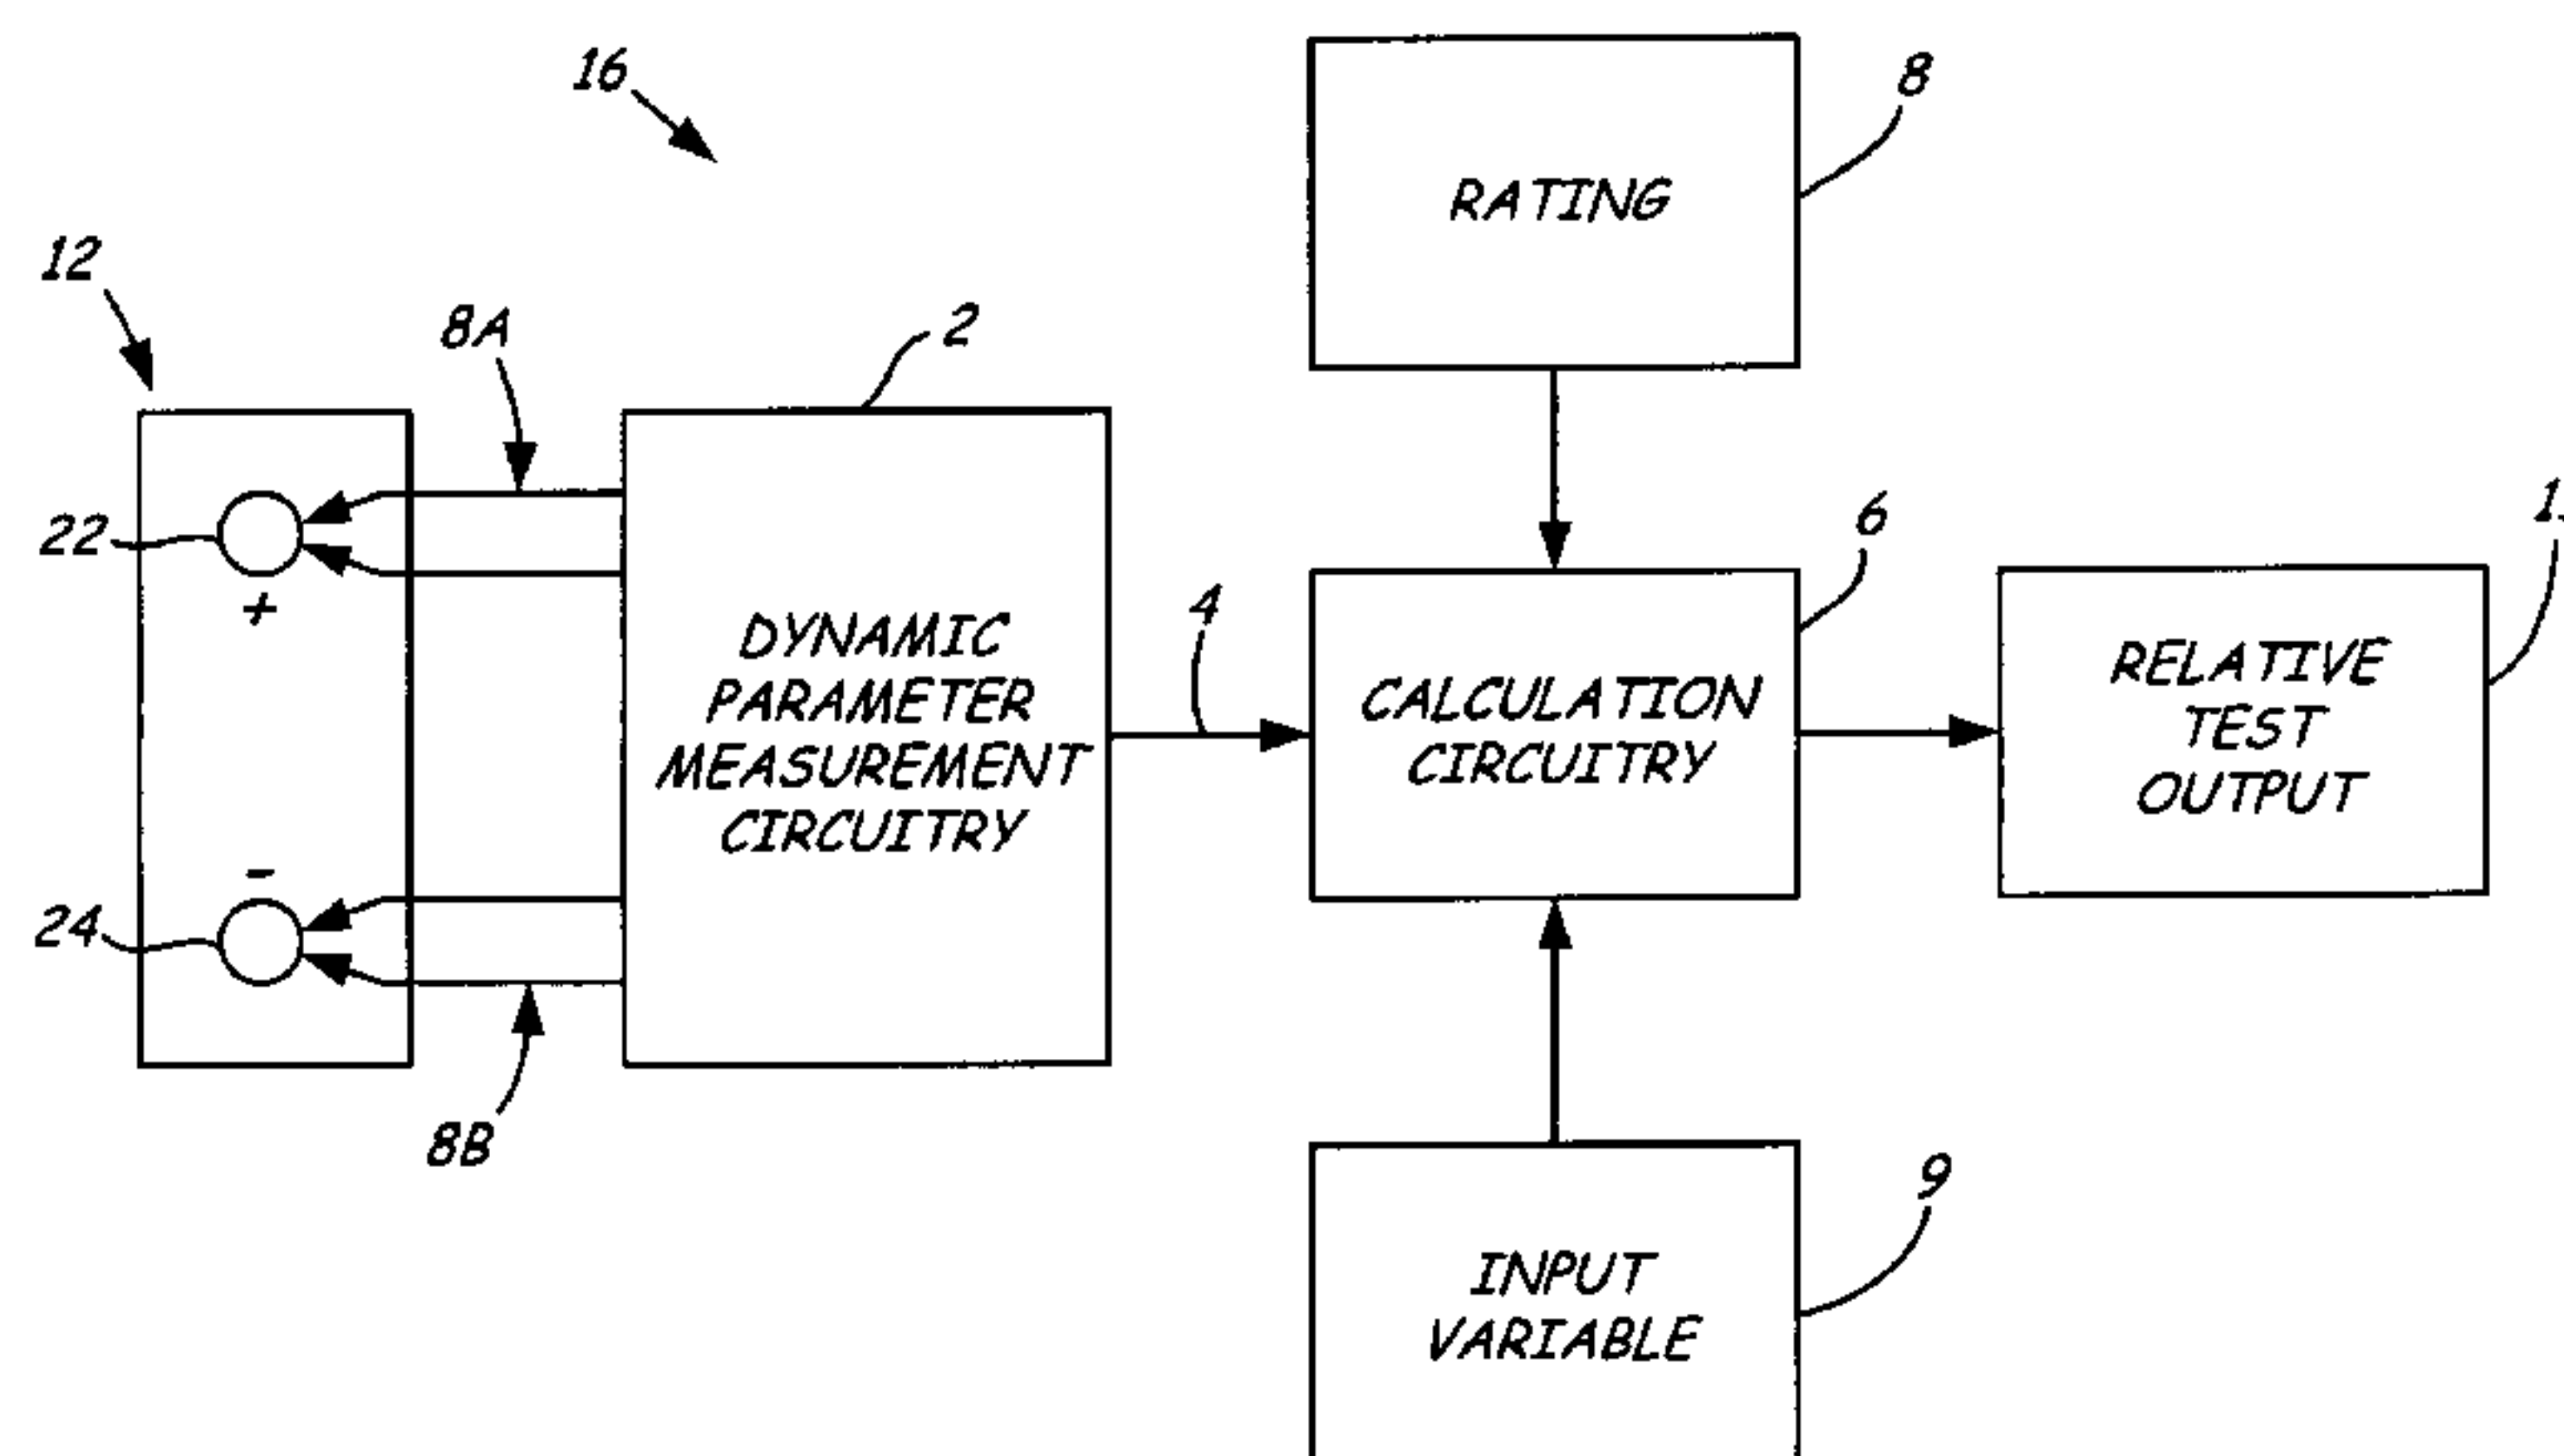 16
8
RATING
12
8A
2
22
+
6
DYNAMIC
PARAMETER
MEASUREMENT
CIRCUITRY
4
CALCULATION
CIRCUITRY
RELATIVE
TEST
OUTPUT
-
24
8B
9
INPUT
VARIABLE